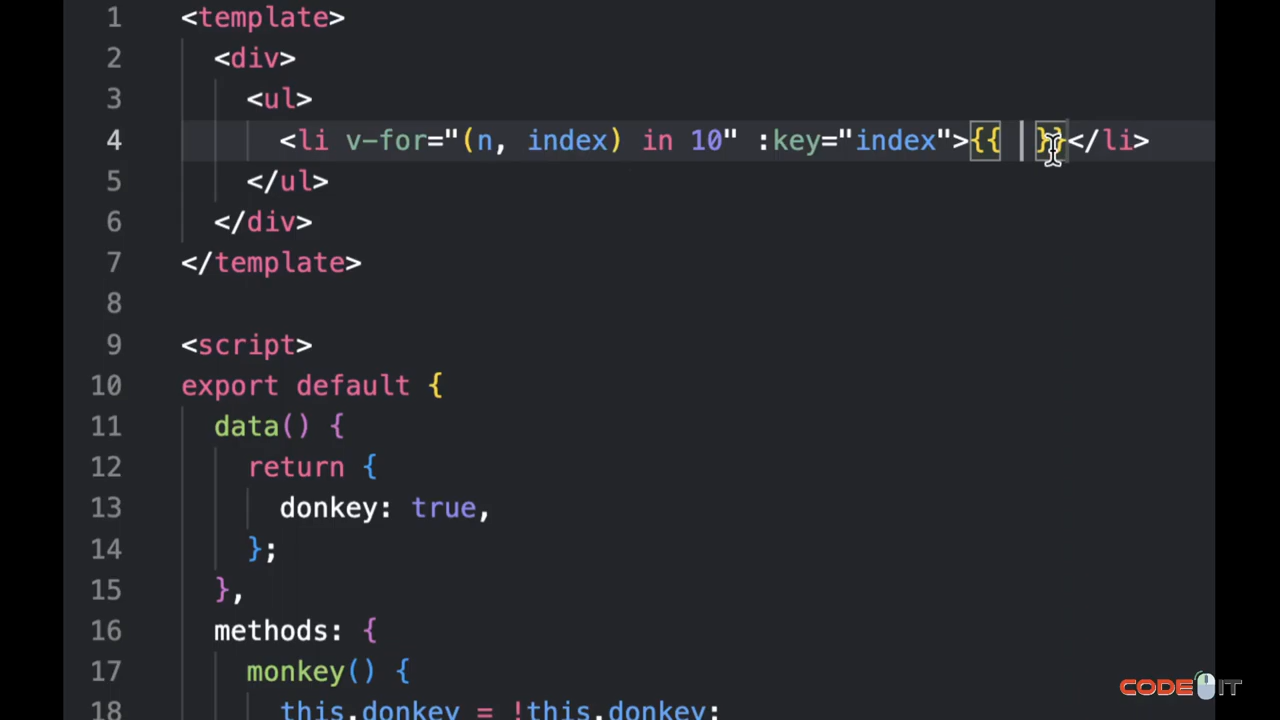 1 <template>
2 <div>
3 <ul>
4 <li v-for="(n, index) in 10" :key="index">{{ }}</li>
5 </ul>
6 </div>
7 </template>
8
9 <script>
10 export default {
11 data() {
12 return {
13 donkey: true,
14 };
15 },
16 methods: {
17 monkey() {
18 this.donkey = !this.donkey;
CODE IT